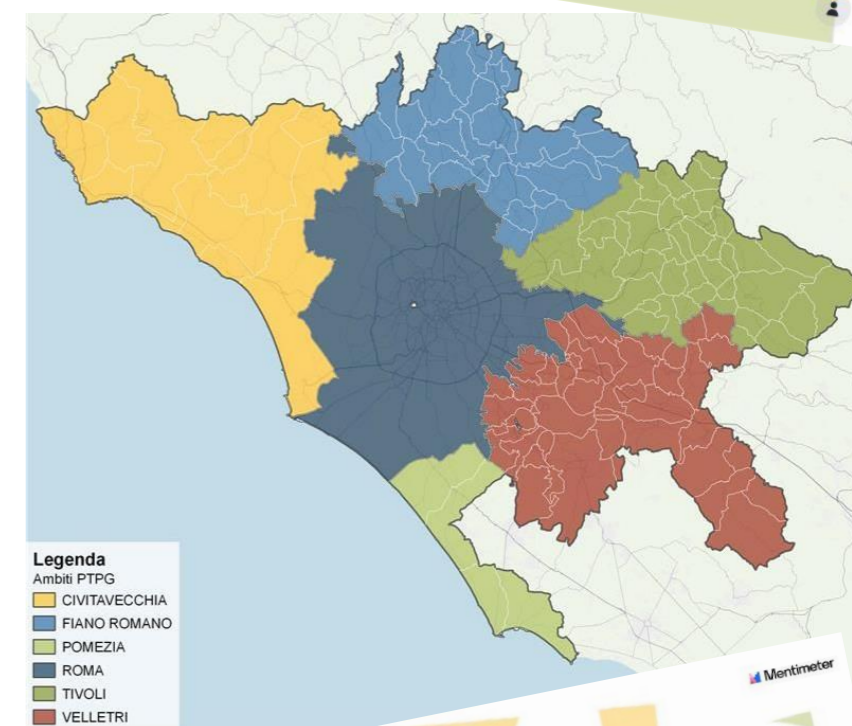 Legenda
Ambiti PTPG
CIVITAVECCHIA
FIANO ROMANO
POMEZIA
ROMA
TIVOLI
VELLETRI
Mentimeter